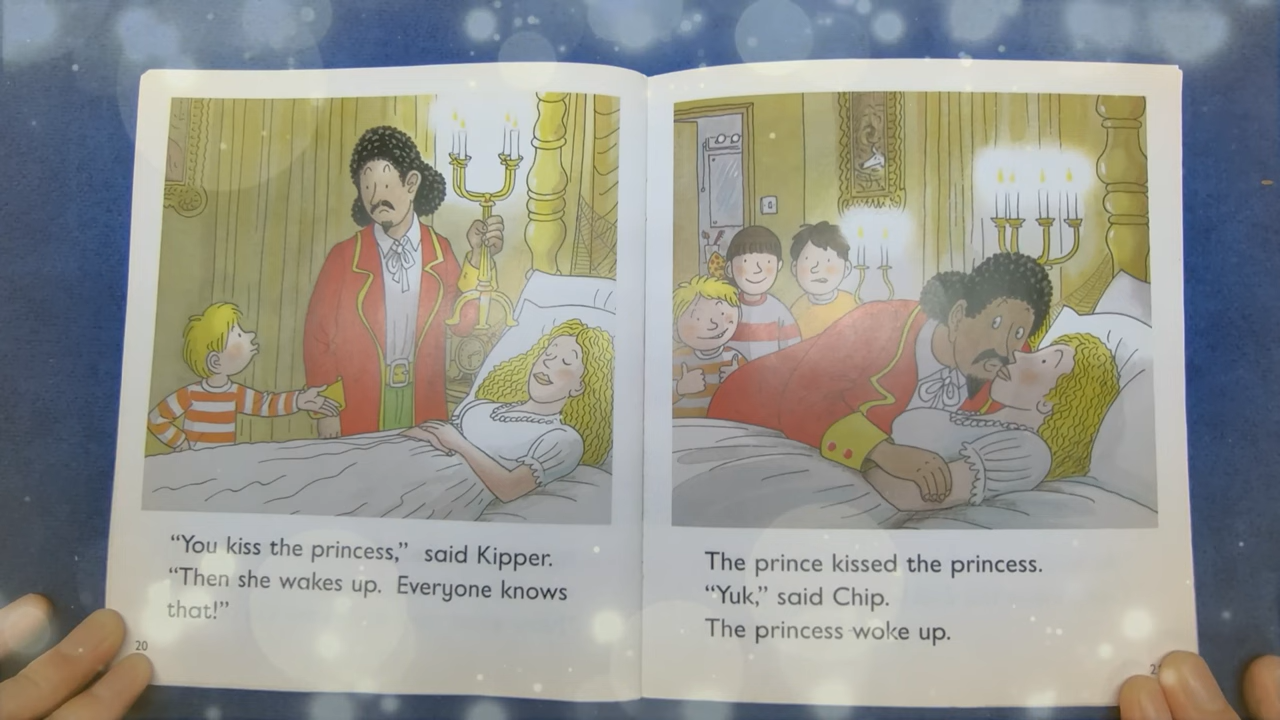 “You kiss the princess,” said Kipper.
“Then she wakes up. Everyone knows
that!”
20
The prince kissed the princess.
“Yuk,” said Chip.
The princess woke up.